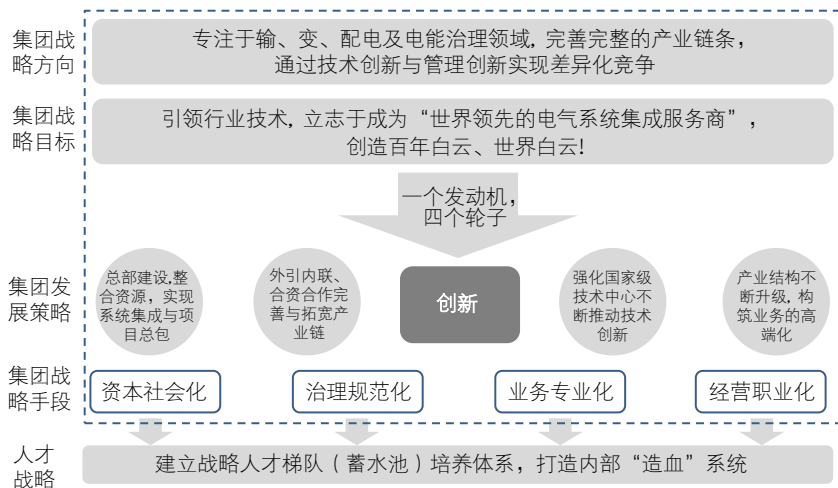 集团战
略方向
专注于输、变、配电及电能治理领域, 完善完整的产业链条，
通过技术创新与管理创新实现差异化竞争
集团战
略目标
引领行业技术, 立志于成为“世界领先的电气系统集成服务商”，
创造百年白云、世界白云!
一个发动机，
四个轮子
集团发
展策略
总部建设,整
合资源，实现
系统集成与项
目总包
外引内联、
合资合作完
善与拓宽产
业链
创新
强化国家级
技术中心不
断推动技术
创新
产业结构不
断升级, 构
筑业务的高
端化
集团战
略手段
资本社会化
治理规范化
业务专业化
经营职业化
人才
战略
建立战略人才梯队（蓄水池）培养体系，打造内部“造血”系统